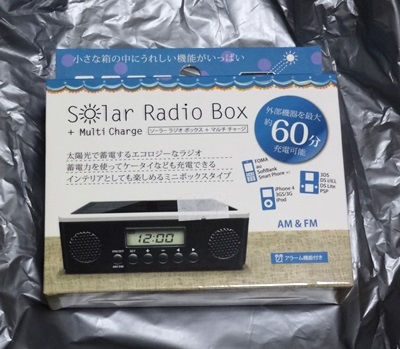 小さな箱の中にうれしい機能がいっぱい
Solar Radio Box
+ Multi Charge
ソーラーラジオ ボックス + マルチ チャージ
太陽光で蓄電するエコロジーなラジオ
蓄電力を使ってケータイなども充電できる
インテリアとしても楽しめるミニボックスタイプ
外部機器を最大
約60分
充電可能
FOMA
au
SoftBank
Smart Phone
iPhone 4
3GS/3G
iPod
3DS
DS i/LL
DS Lite
PSP
AM & FM
12:00
アラーム機能付き